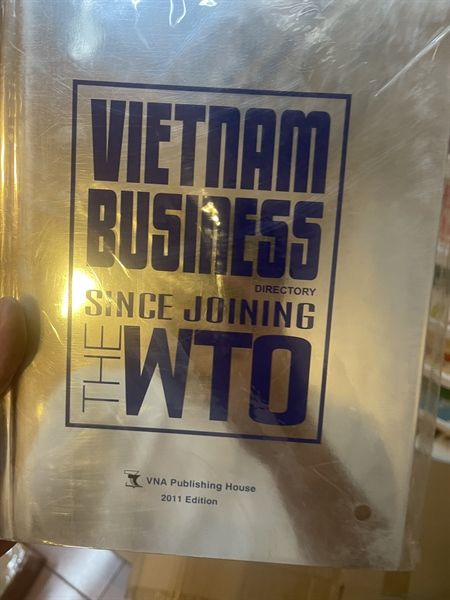 VIETNAM
BUSINESS
DIRECTORY
SINCE JOINING
THE WTO
VNA Publishing House
2011 Edition